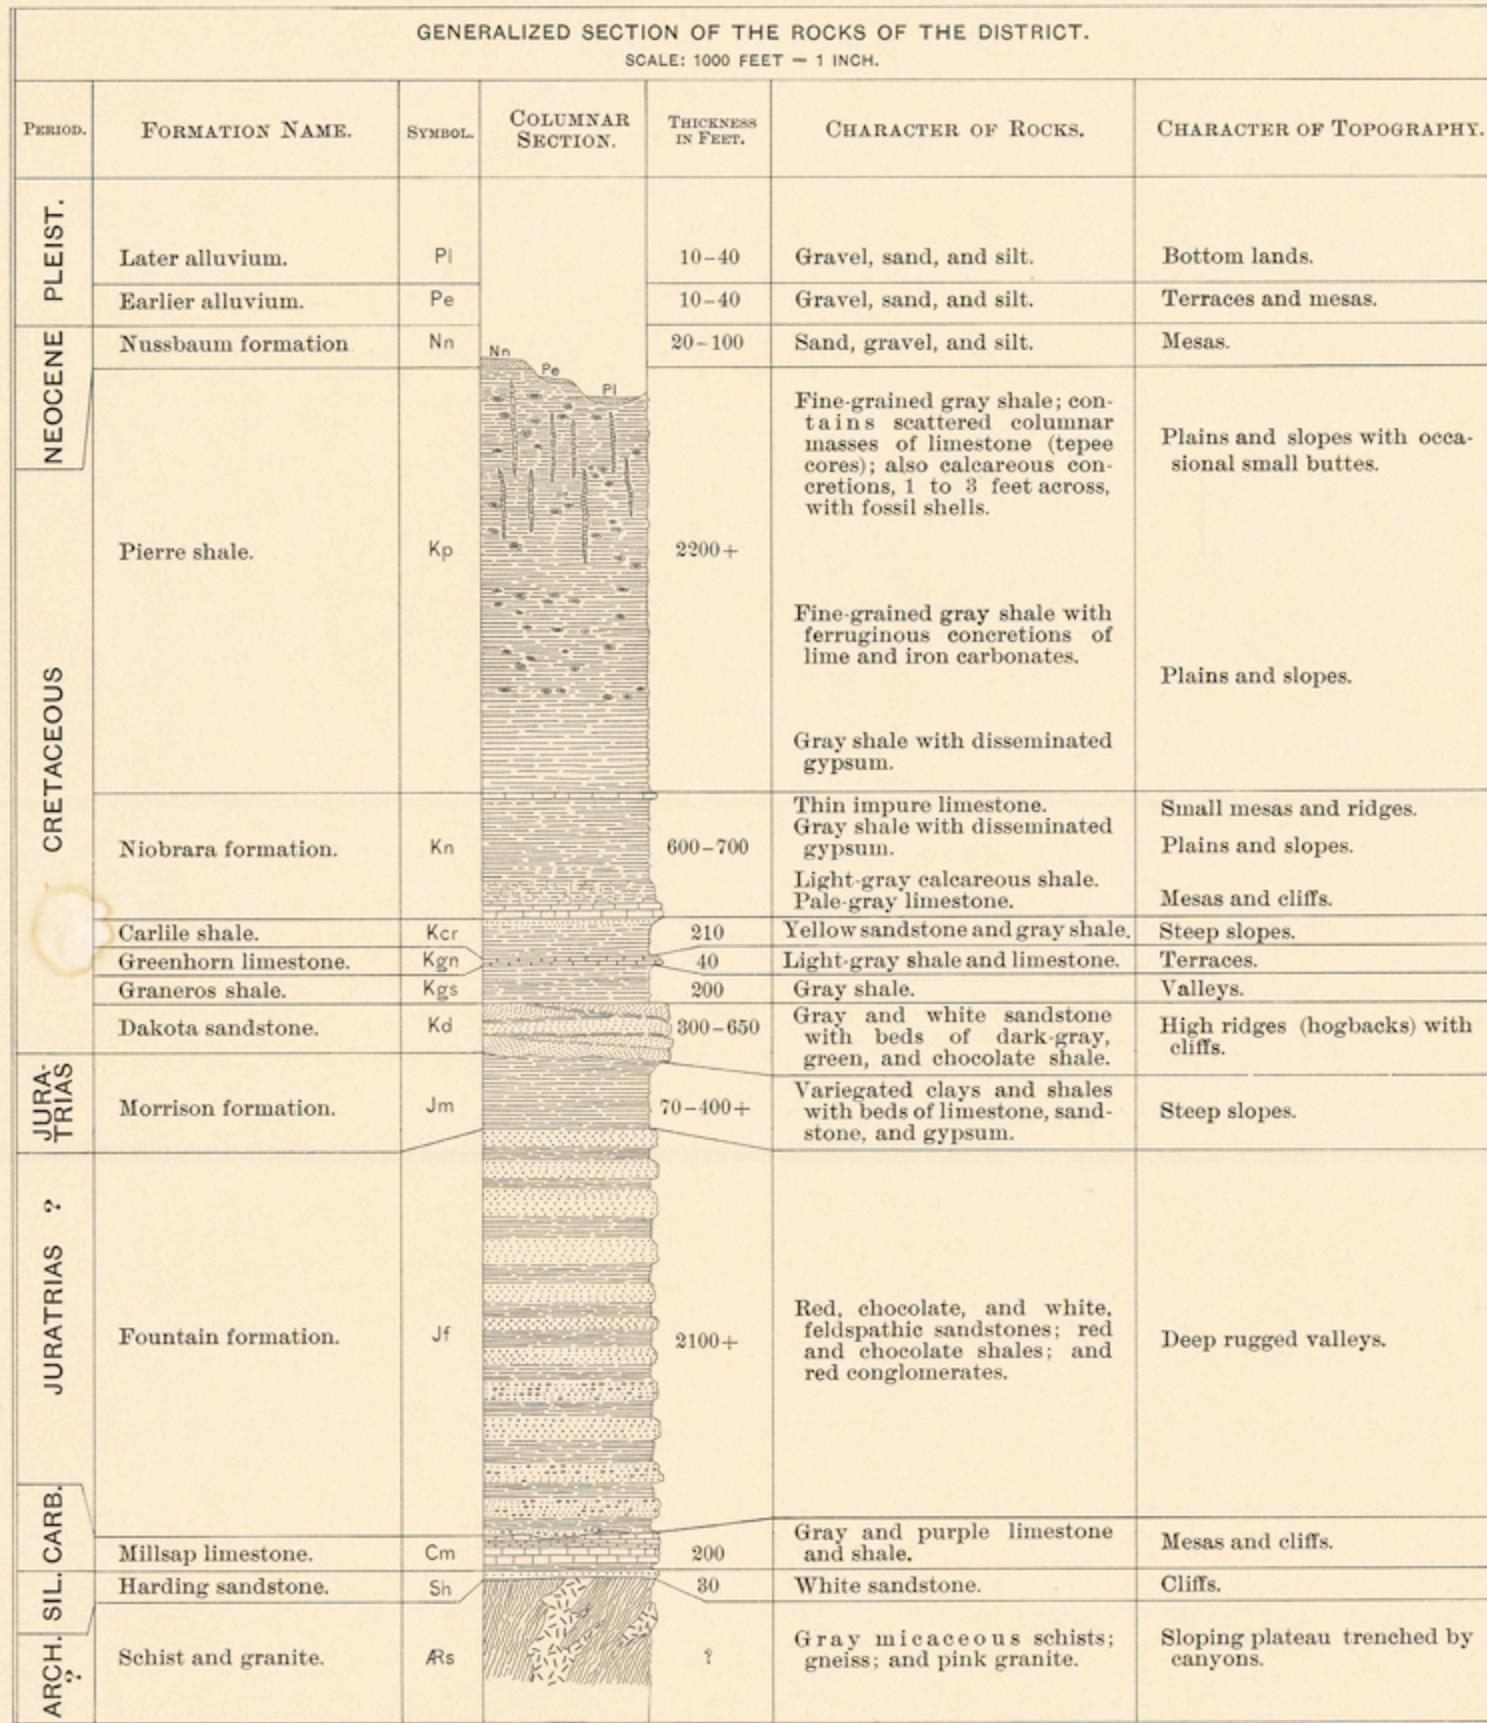 GENERALIZED SECTION OF THE ROCKS OF THE DISTRICT.
SCALE: 1000 FEET — 1 INCH.
PERIOD.
FORMATION NAME.
SYMBOL.
COLUMNAR
SECTION.
THICKNESS
IN FEET.
CHARACTER OF ROCKS.
CHARACTER OF TOPOGRAPHY.
PLEIST.
Later alluvium.
Pl
10–40
Gravel, sand, and silt.
Bottom lands.
Earlier alluvium.
Pe
10–40
Gravel, sand, and silt.
Terraces and mesas.
NEOCENE
Nussbaum formation
Nn
Nn
Pe
Pl
20–100
Sand, gravel, and silt.
Mesas.
CRETACEOUS
Pierre shale.
Kp
2200+
Fine-grained gray shale; con-
tains scattered columnar
masses of limestone (tepee
cores); also calcareous con-
cretions, 1 to 3 feet across,
with fossil shells.
Plains and slopes with occa-
sional small buttes.
Fine-grained gray shale with
ferruginous concretions of
lime and iron carbonates.
Plains and slopes.
Gray shale with disseminated
gypsum.
Niobrara formation.
Kn
600–700
Thin impure limestone.
Gray shale with disseminated
gypsum.
Light-gray calcareous shale.
Pale-gray limestone.
Small mesas and ridges.
Plains and slopes.
Mesas and cliffs.
Carlile shale.
Kcr
210
Yellow sandstone and gray shale.
Steep slopes.
Greenhorn limestone.
Kgn
40
Light-gray shale and limestone.
Terraces.
Graneros shale.
Kgs
200
Gray shale.
Valleys.
Dakota sandstone.
Kd
300–650
Gray and white sandstone
with beds of dark-gray,
green, and chocolate shale.
High ridges (hogbacks) with
cliffs.
JURA-
TRIAS
Morrison formation.
Jm
70–400+
Variegated clays and shales
with beds of limestone, sand-
stone, and gypsum.
Steep slopes.
JURATRIAS ?
Fountain formation.
Jf
2100+
Red, chocolate, and white,
feldspathic sandstones; red
and chocolate shales; and
red conglomerates.
Deep rugged valleys.
CARB.
Millsap limestone.
Cm
200
Gray and purple limestone
and shale.
Mesas and cliffs.
SIL.
Harding sandstone.
Sh
30
White sandstone.
Cliffs.
ARCH.
?
Schist and granite.
ÆRs
?
Gray micaceous schists;
gneiss; and pink granite.
Sloping plateau trenched by
canyons.